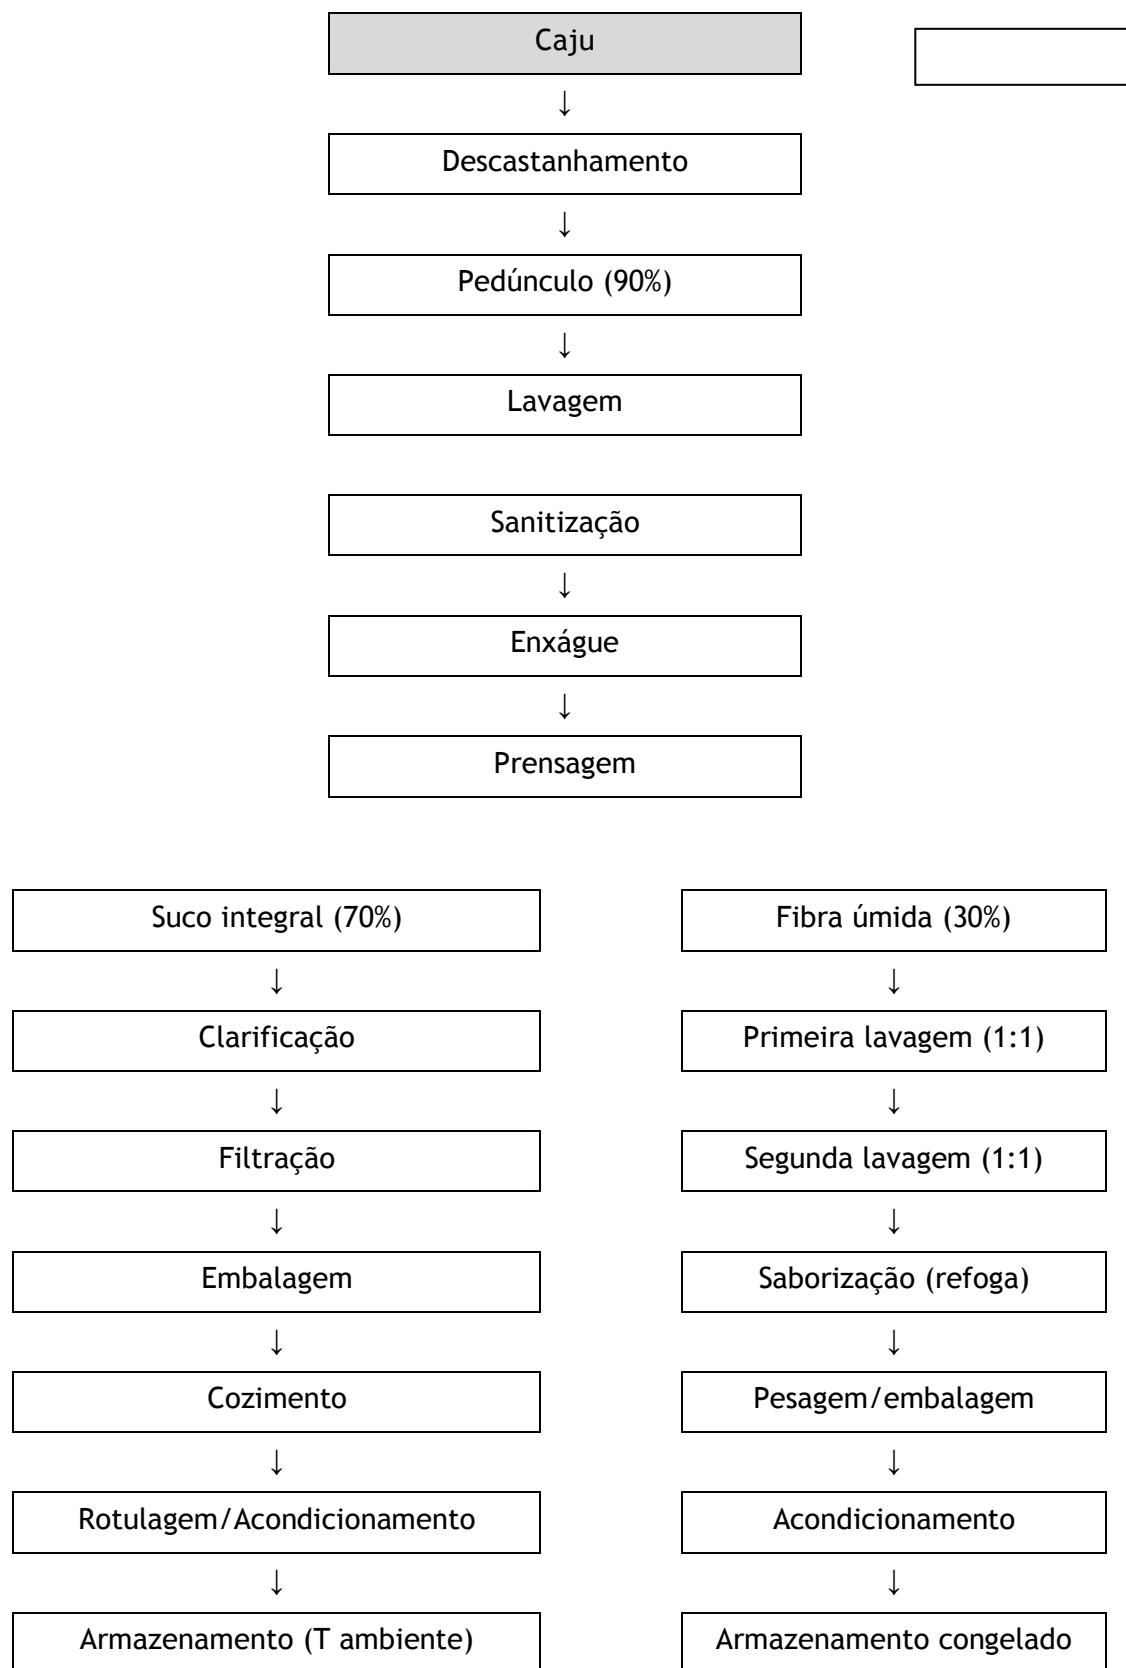 Caju
↓
Descastanhamento
↓
Pedúnculo (90%)
↓
Lavagem
Sanitização
↓
Enxágue
↓
Prensagem
Suco integral (70%)
↓
Clarificação
↓
Filtração
↓
Embalagem
↓
Cozimento
↓
Rotulagem/Acondicionamento
↓
Armazenamento (T ambiente)
Fibra úmida (30%)
↓
Primeira lavagem (1:1)
↓
Segunda lavagem (1:1)
↓
Saborização (refoga)
↓
Pesagem/embalagem
↓
Acondicionamento
↓
Armazenamento congelado